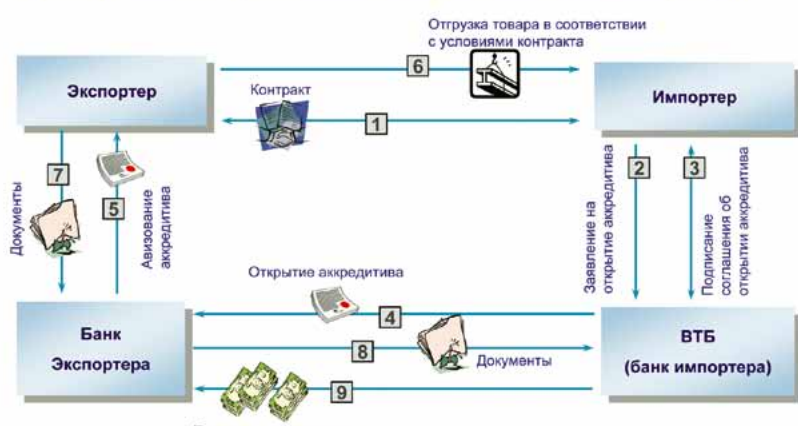 Отгрузка товара в соответствии
с условиями контракта
6
Экспортер
Контракт
Импортер
1
7
5
2
3
Документы
Авизование
аккредитива
Заявление на
открытие аккредитива
Подписание
соглашения об
открытии аккредитива
Открытие аккредитива
4
Банк
Экспортера
8
Документы
ВТБ
(банк импортера)
9